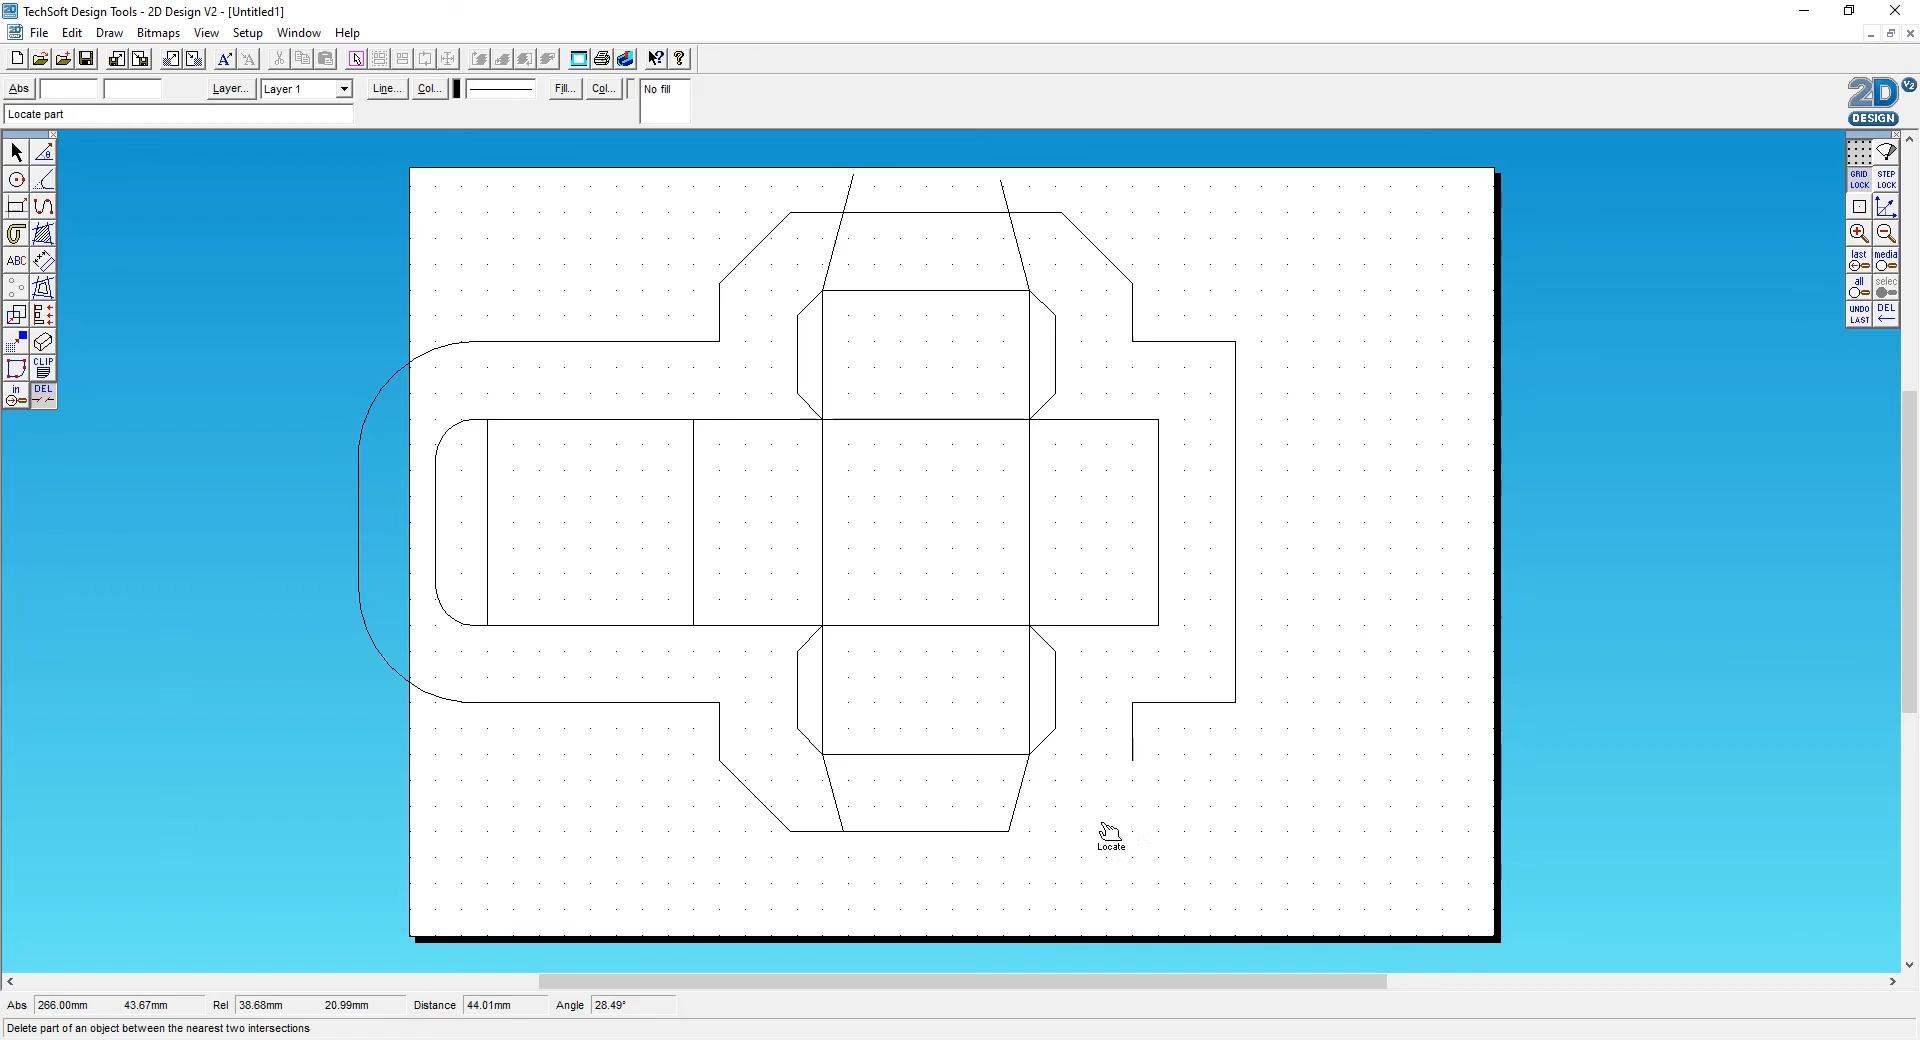 TechSoft Design Tools - 2D Design V2 - [Untitled1]
File Edit Draw Bitmaps View Setup Window Help
Abs Layer... Layer 1 Line... Col... Fill... Col... No fill
Locate part
2D V2
DESIGN
GRID LOCK STEP LOCK
ABC
last media
all selec
UNDO LAST DEL
CLIP
in DEL
Locate
Abs 266.00mm 43.67mm Rel 38.68mm 20.99mm Distance 44.01mm Angle 28.49°
Delete part of an object between the nearest two intersections